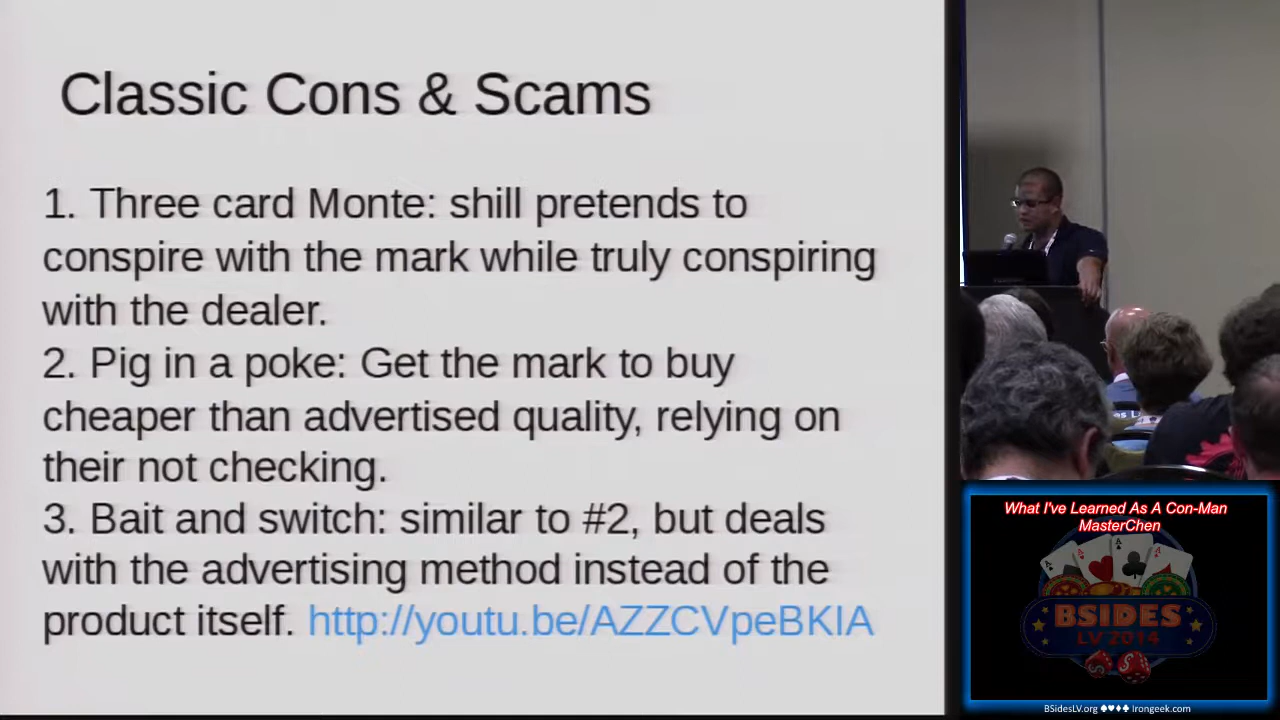 Classic Cons & Scams
1. Three card Monte: shill pretends to
conspire with the mark while truly conspiring
with the dealer.
2. Pig in a poke: Get the mark to buy
cheaper than advertised quality, relying on
their not checking.
3. Bait and switch: similar to #2, but deals
with the advertising method instead of the
product itself. http://youtu.be/AZZCVpeBKIA
What I've Learned As A Con-Man
MasterChen
BSIDES
LV 2014
BSidesLV.org ♠♥♦♣ Irongeek.com